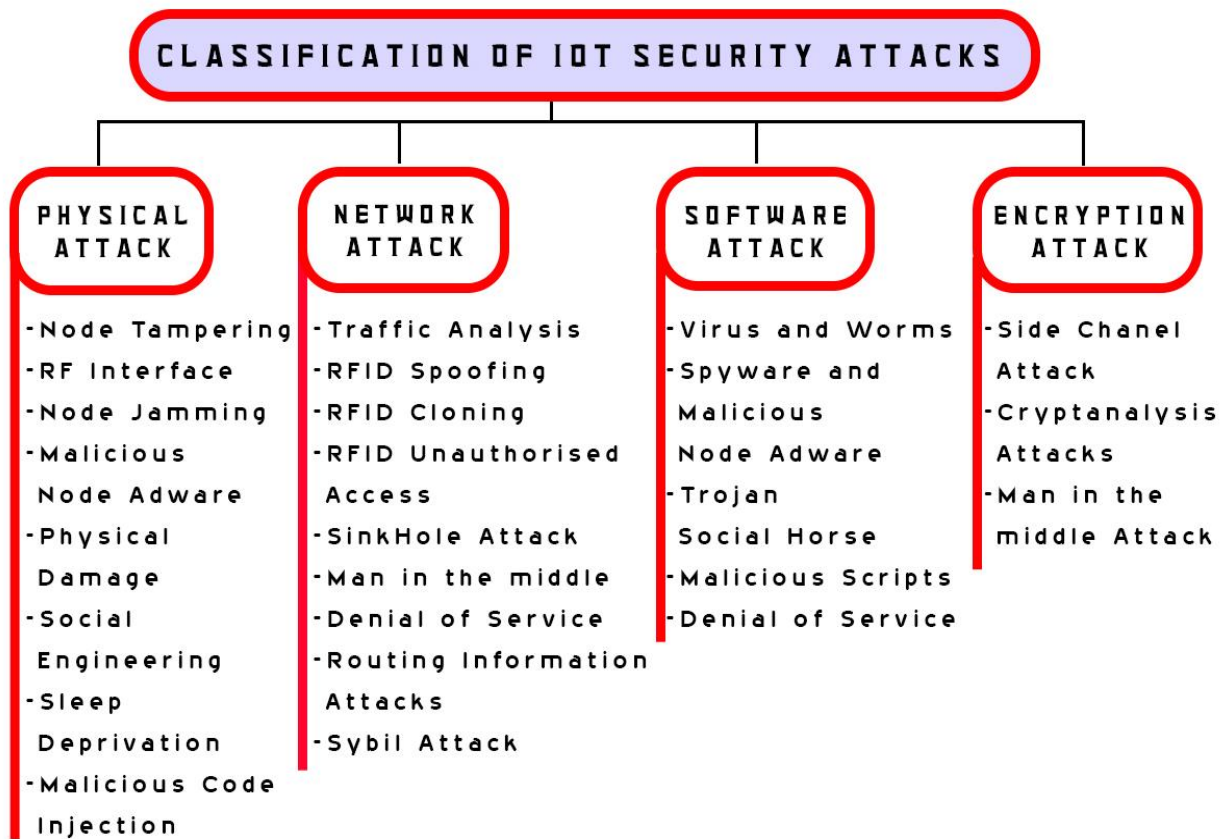 CLASSIFICATION OF IOT SECURITY ATTACKS
PHYSICAL
ATTACK
-Node Tampering
-RF Interface
-Node Jamming
-Malicious
Node Adware
-Physical
Damage
-Social
Engineering
-Sleep
Deprivation
-Malicious Code
Injection
NETWORK
ATTACK
-Traffic Analysis
-RFID Spoofing
-RFID Cloning
-RFID Unauthorised
Access
-SinkHole Attack
-Man in the middle
-Denial of Service
-Routing Information
Attacks
-Sybil Attack
SOFTWARE
ATTACK
-Virus and Worms
-Spyware and
Malicious
Node Adware
-Trojan
Social Horse
-Malicious Scripts
-Denial of Service
ENCRYPTION
ATTACK
-Side Chanel
Attack
-Cryptanalysis
Attacks
-Man in the
middle Attack